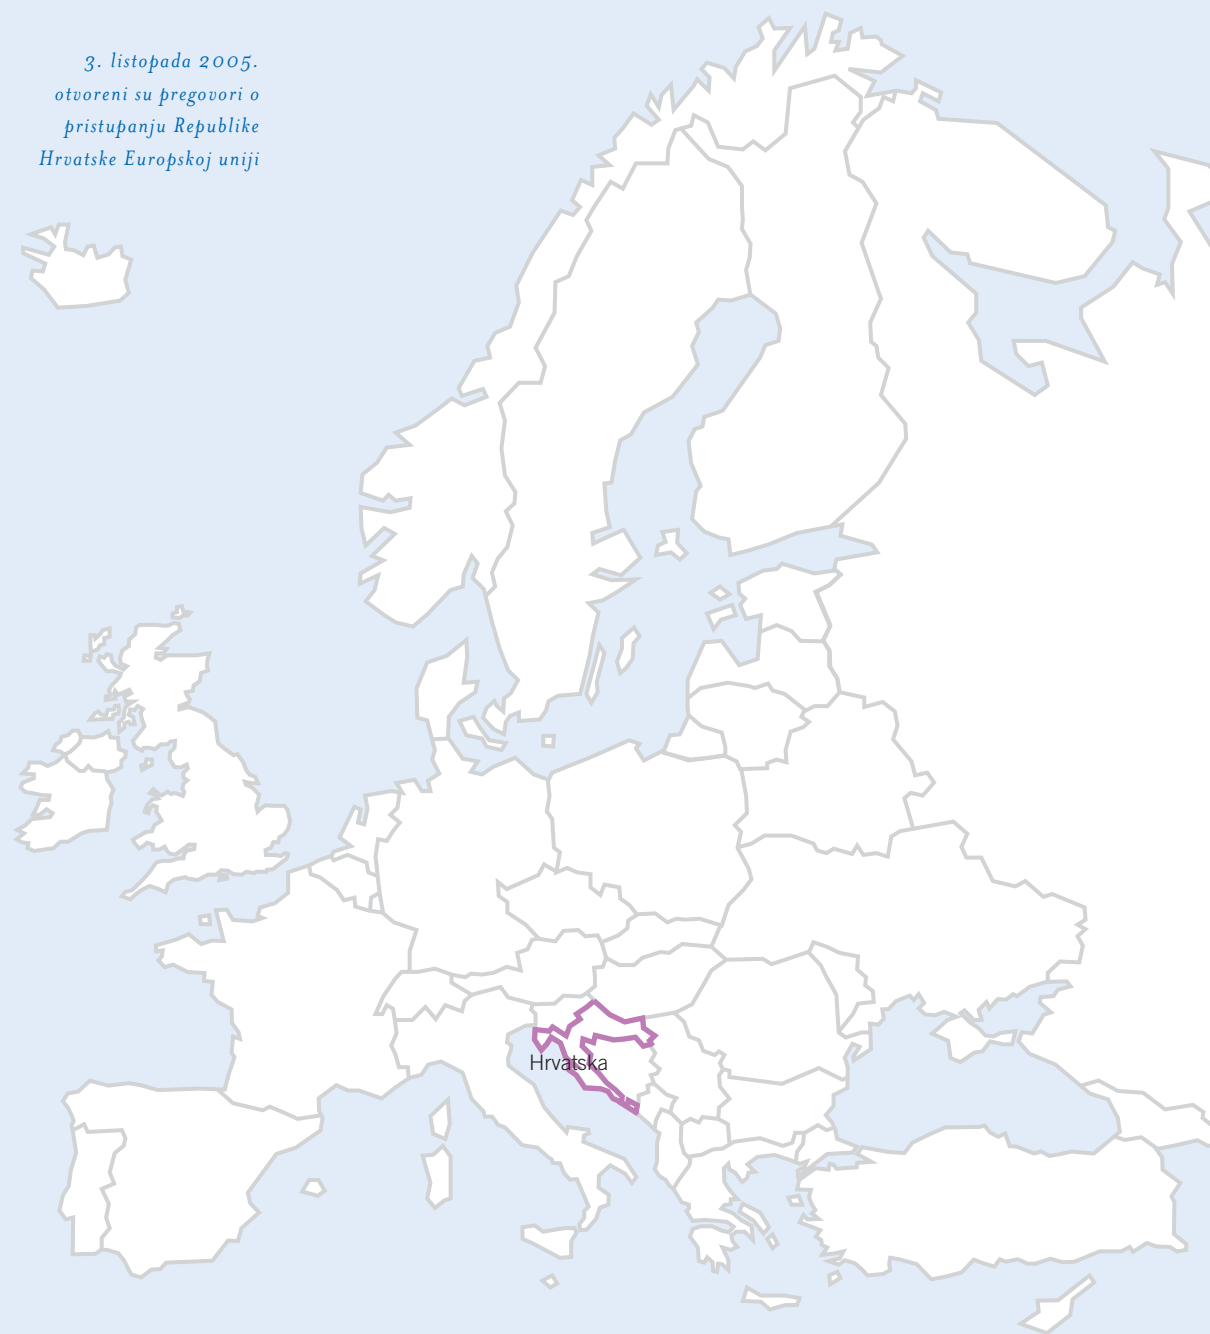 3. listopada 2005.
otvoreni su pregovori o
pristupanju Republike
Hrvatske Europskoj uniji
Hrvatska